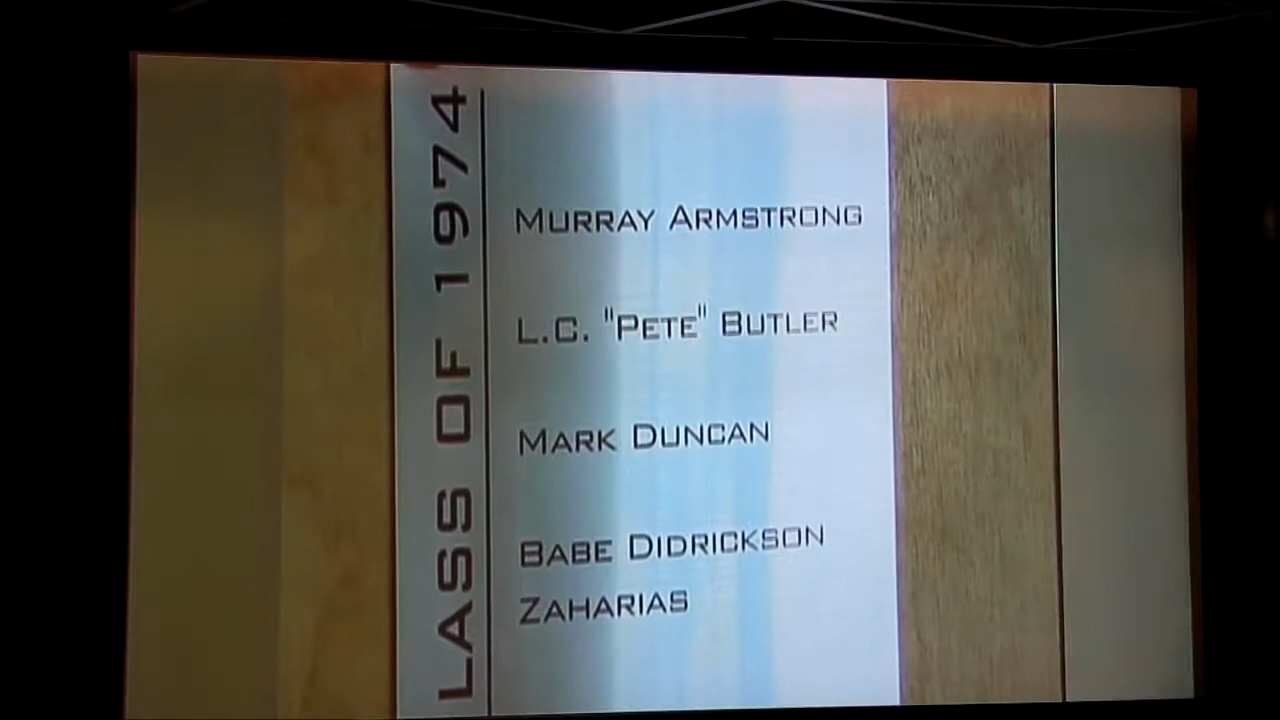 LASS OF 1974
MURRAY ARMSTRONG
L.C. "PETE" BUTLER
MARK DUNCAN
BABE DIDRICKSON
ZAHARIAS